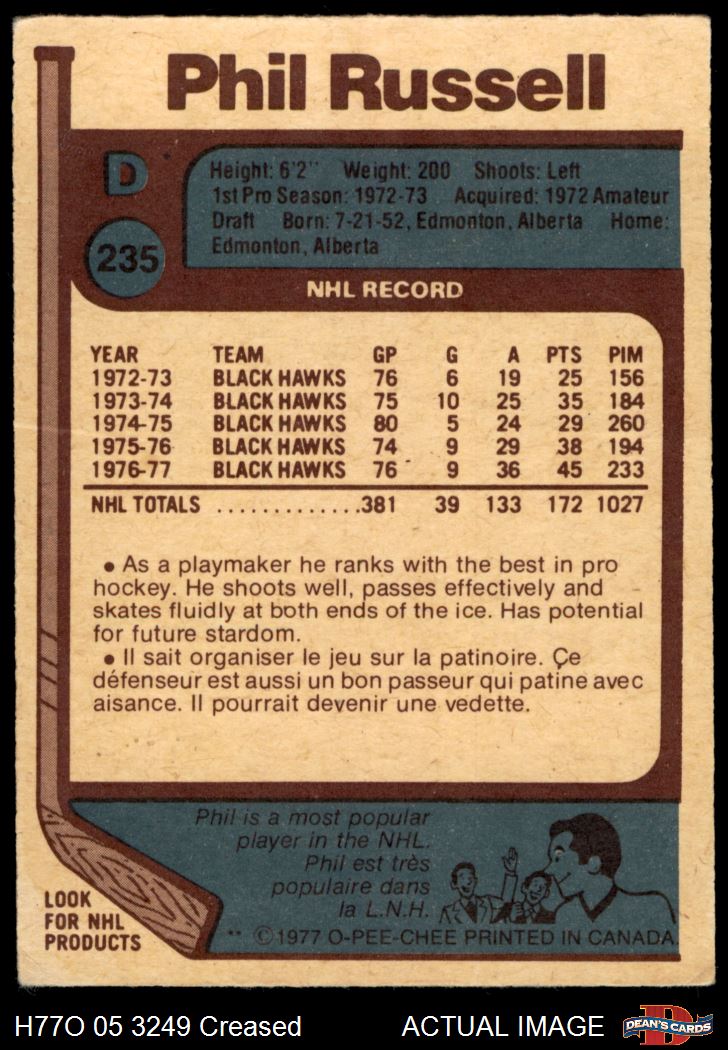 Phil Russell
D
235
Height: 6'2" Weight: 200 Shoots: Left
1st Pro Season: 1972-73 Acquired: 1972 Amateur
Draft Born: 7-21-52, Edmonton, Alberta Home:
Edmonton, Alberta
NHL RECORD
YEAR TEAM GP G A PTS PIM
1972-73 BLACK HAWKS 76 6 19 25 156
1973-74 BLACK HAWKS 75 10 25 35 184
1974-75 BLACK HAWKS 80 5 24 29 260
1975-76 BLACK HAWKS 74 9 29 38 194
1976-77 BLACK HAWKS 76 9 36 45 233
NHL TOTALS .............381 39 133 172 1027
• As a playmaker he ranks with the best in pro
hockey. He shoots well, passes effectively and
skates fluidly at both ends of the ice. Has potential
for future stardom.
• Il sait organiser le jeu sur la patinoire. Çe
défenseur est aussi un bon passeur qui patine avec
aisance. Il pourrait devenir une vedette.
Phil is a most popular
player in the NHL.
Phil est très
populaire dans
la L.N.H.
LOOK
FOR NHL
PRODUCTS
** ©1977 O-PEE-CHEE PRINTED IN CANADA.
H77O 05 3249 Creased ACTUAL IMAGE
DEAN'S CARDS